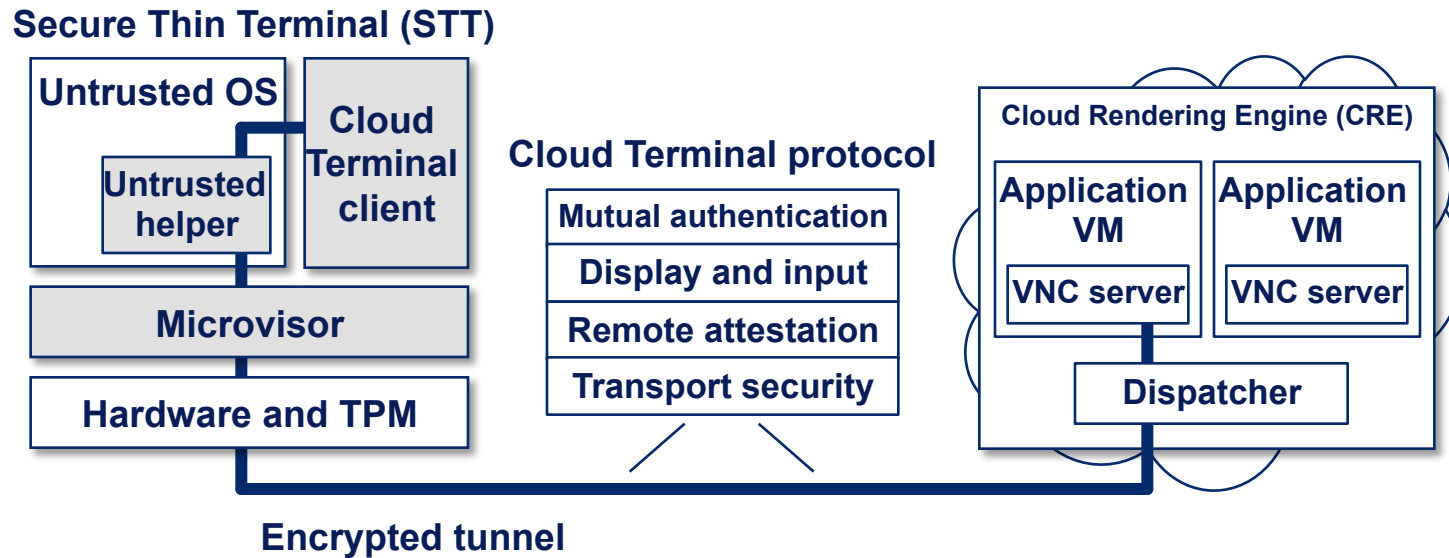 Secure Thin Terminal (STT)
Untrusted OS
Untrusted
helper
Cloud
Terminal
client
Microvisor
Hardware and TPM
Encrypted tunnel
Cloud Terminal protocol
Mutual authentication
Display and input
Remote attestation
Transport security
Cloud Rendering Engine (CRE)
Application
VM
VNC server
Application
VM
VNC server
Dispatcher